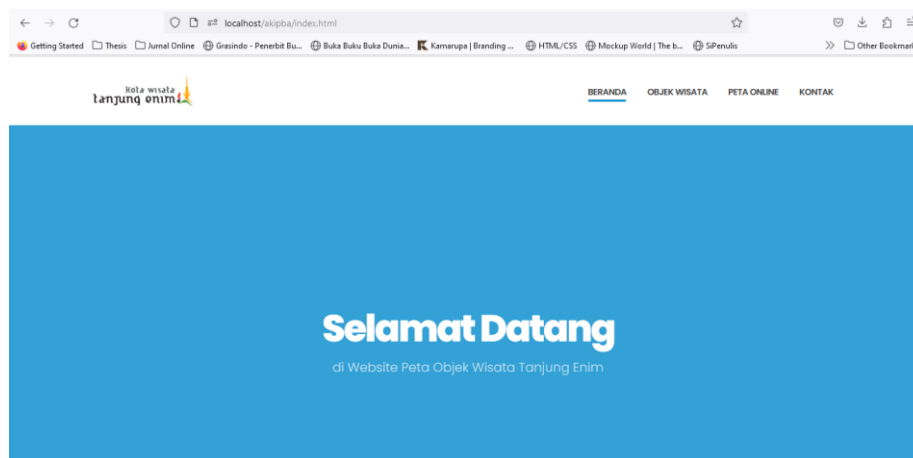 localhost/akipba/index.html
Getting Started Thesis Jurnal Online Grasindo - Penerbit Bu... Buka Buku Buka Dunia... Kamarupa | Branding ... HTML/CSS Mockup World | The b... SiPenulis Other Bookmar
kota wisata
tanjung enim
BERANDA OBJEK WISATA PETA ONLINE KONTAK
Selamat Datang
di Website Peta Objek Wisata Tanjung Enim